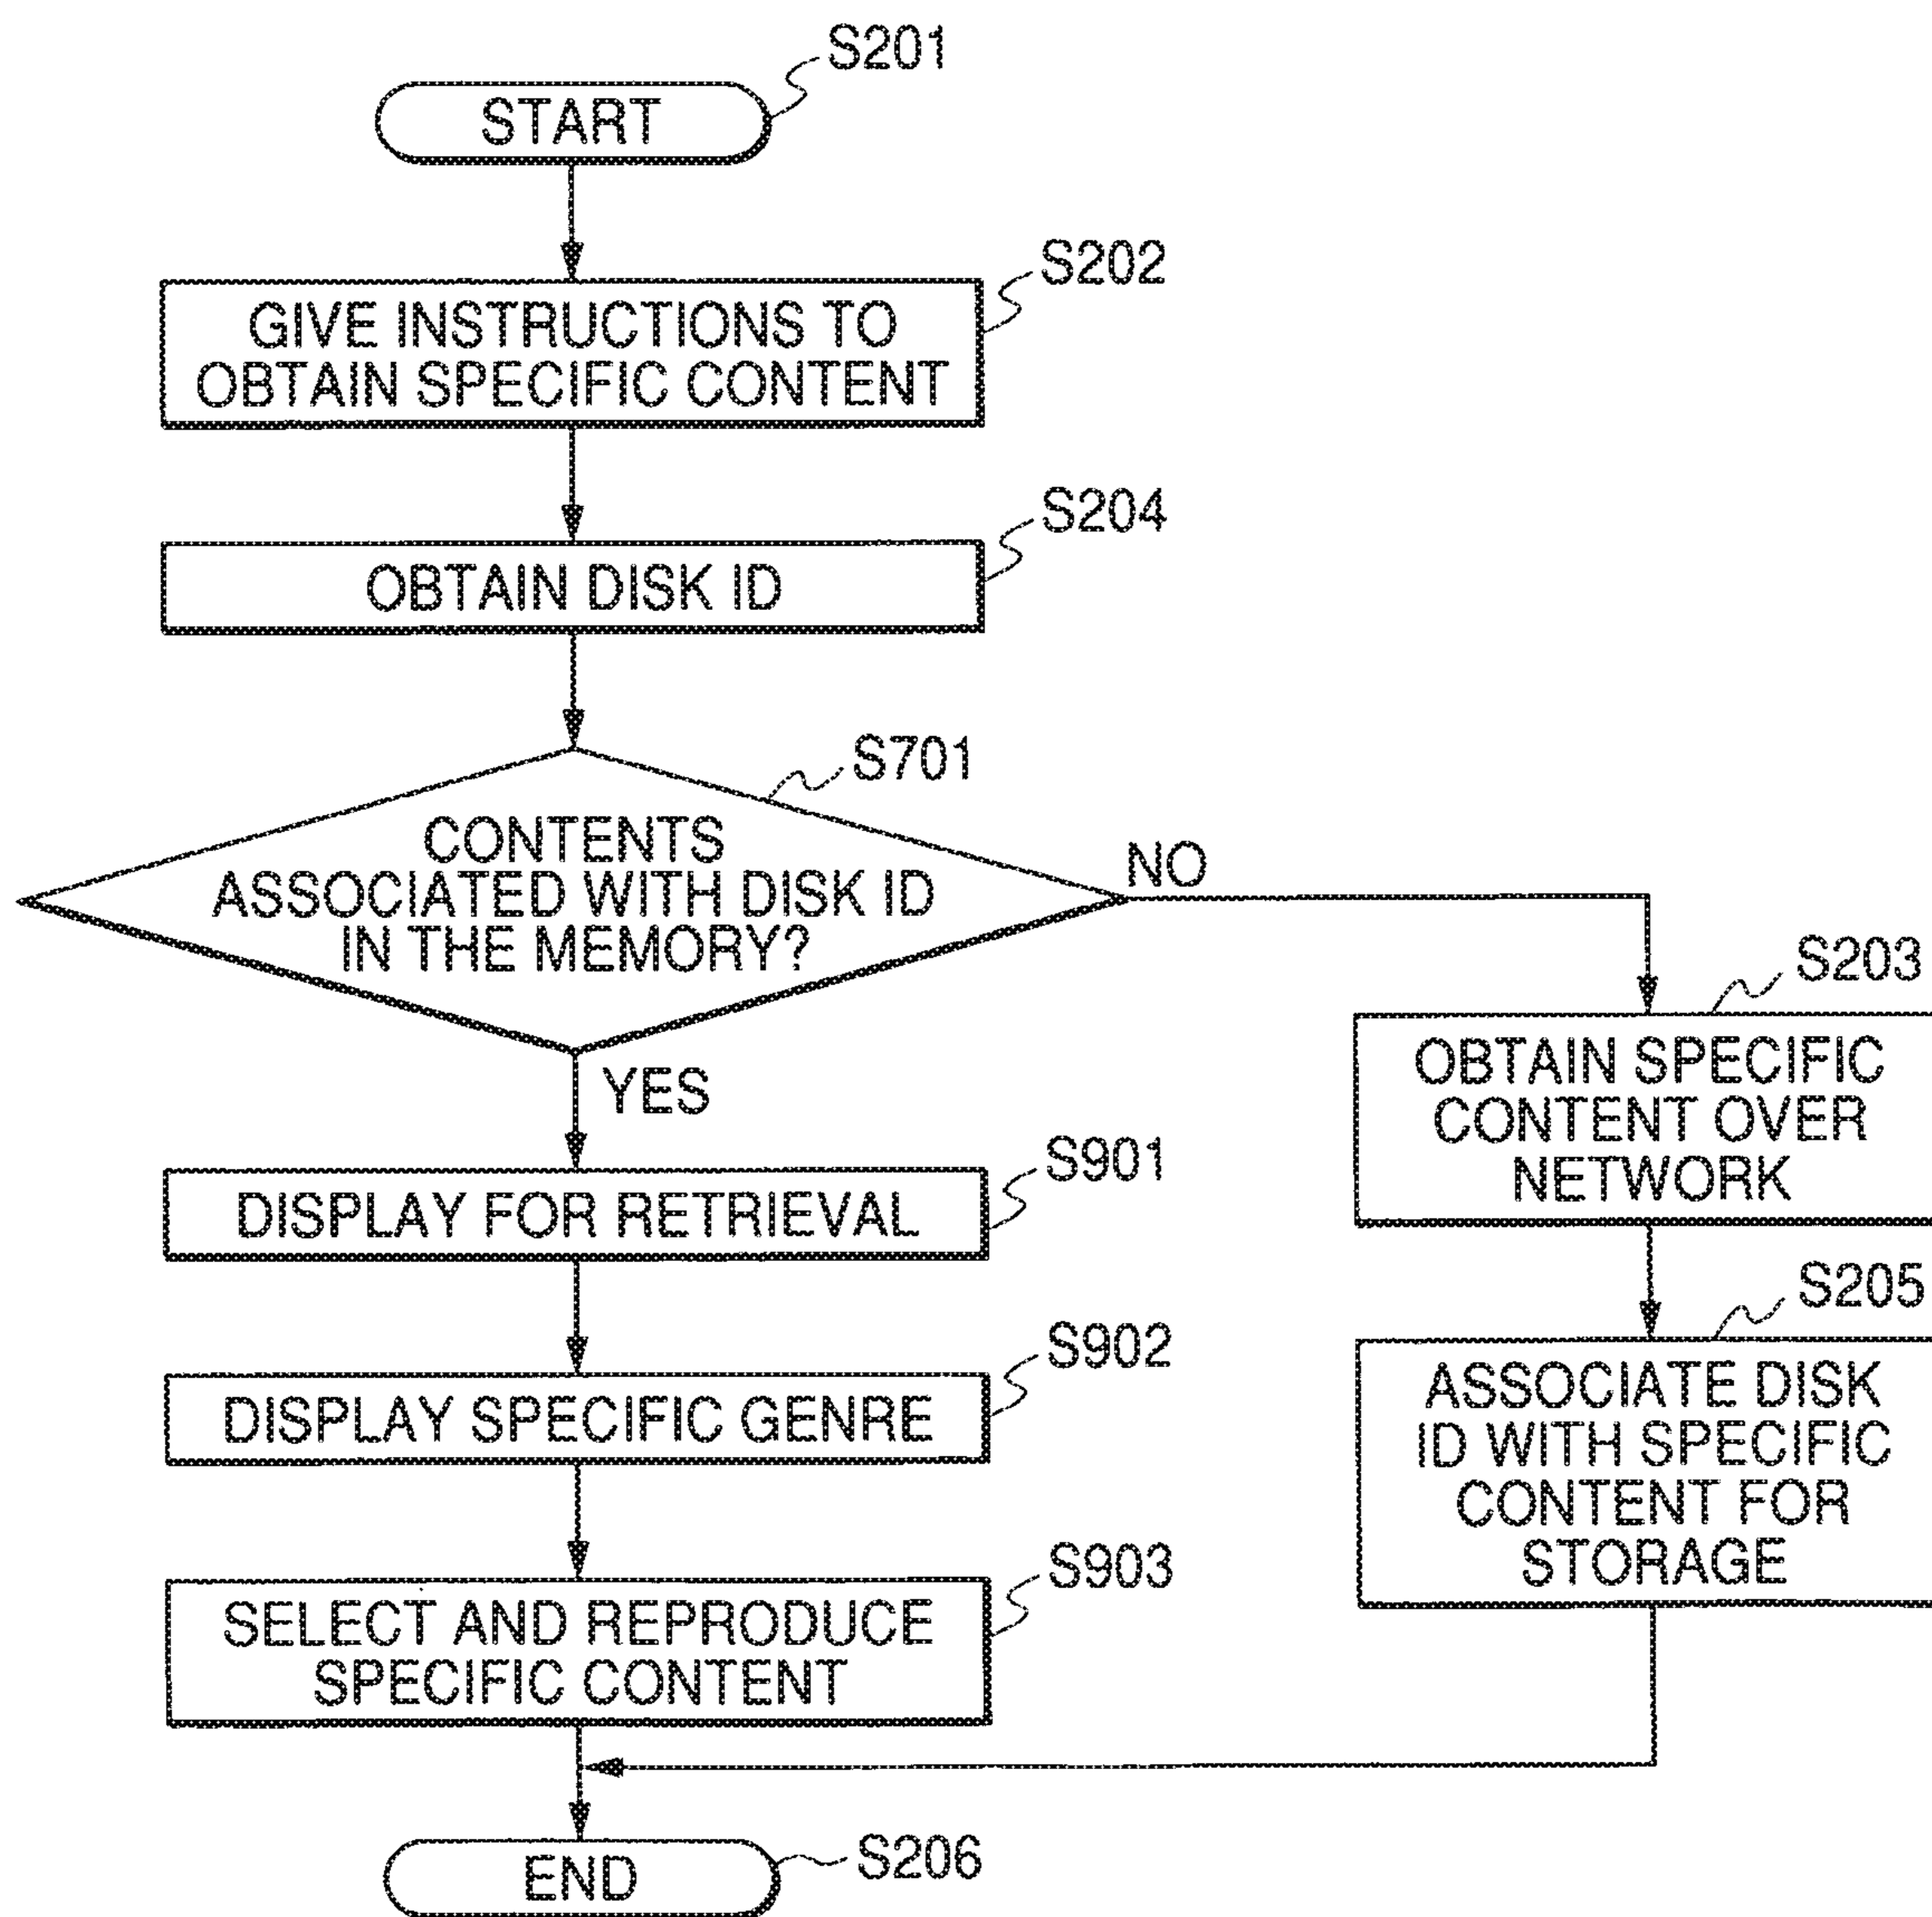 S201
START
S202
GIVE INSTRUCTIONS TO
OBTAIN SPECIFIC CONTENT
S204
OBTAIN DISK ID
S701
CONTENTS
ASSOCIATED WITH DISK ID
IN THE MEMORY?
NO
YES
S203
OBTAIN SPECIFIC
CONTENT OVER
NETWORK
S901
DISPLAY FOR RETRIEVAL
S205
ASSOCIATE DISK
ID WITH SPECIFIC
CONTENT FOR
STORAGE
S902
DISPLAY SPECIFIC GENRE
S903
SELECT AND REPRODUCE
SPECIFIC CONTENT
END
S206